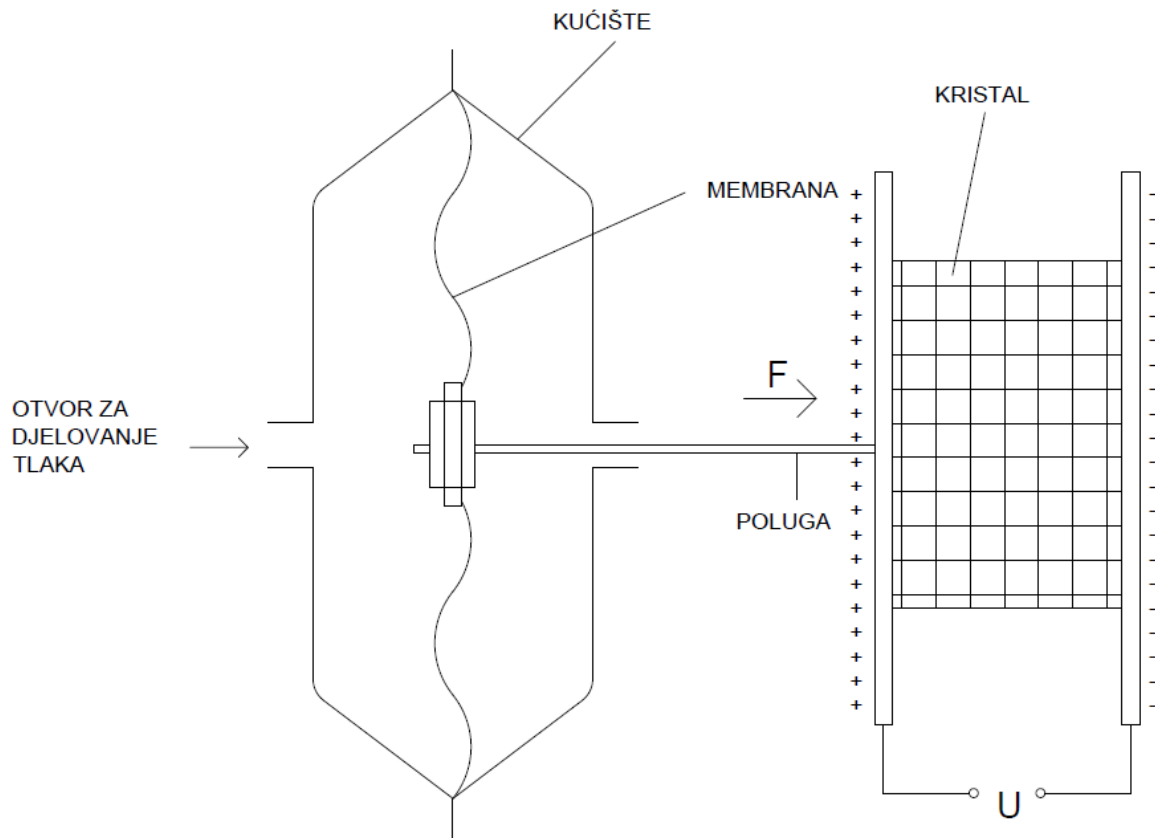 KUĆIŠTE
KRISTAL
MEMBRANA
F
OTVOR ZA
DJELOVANJE
TLAKA
POLUGA
U